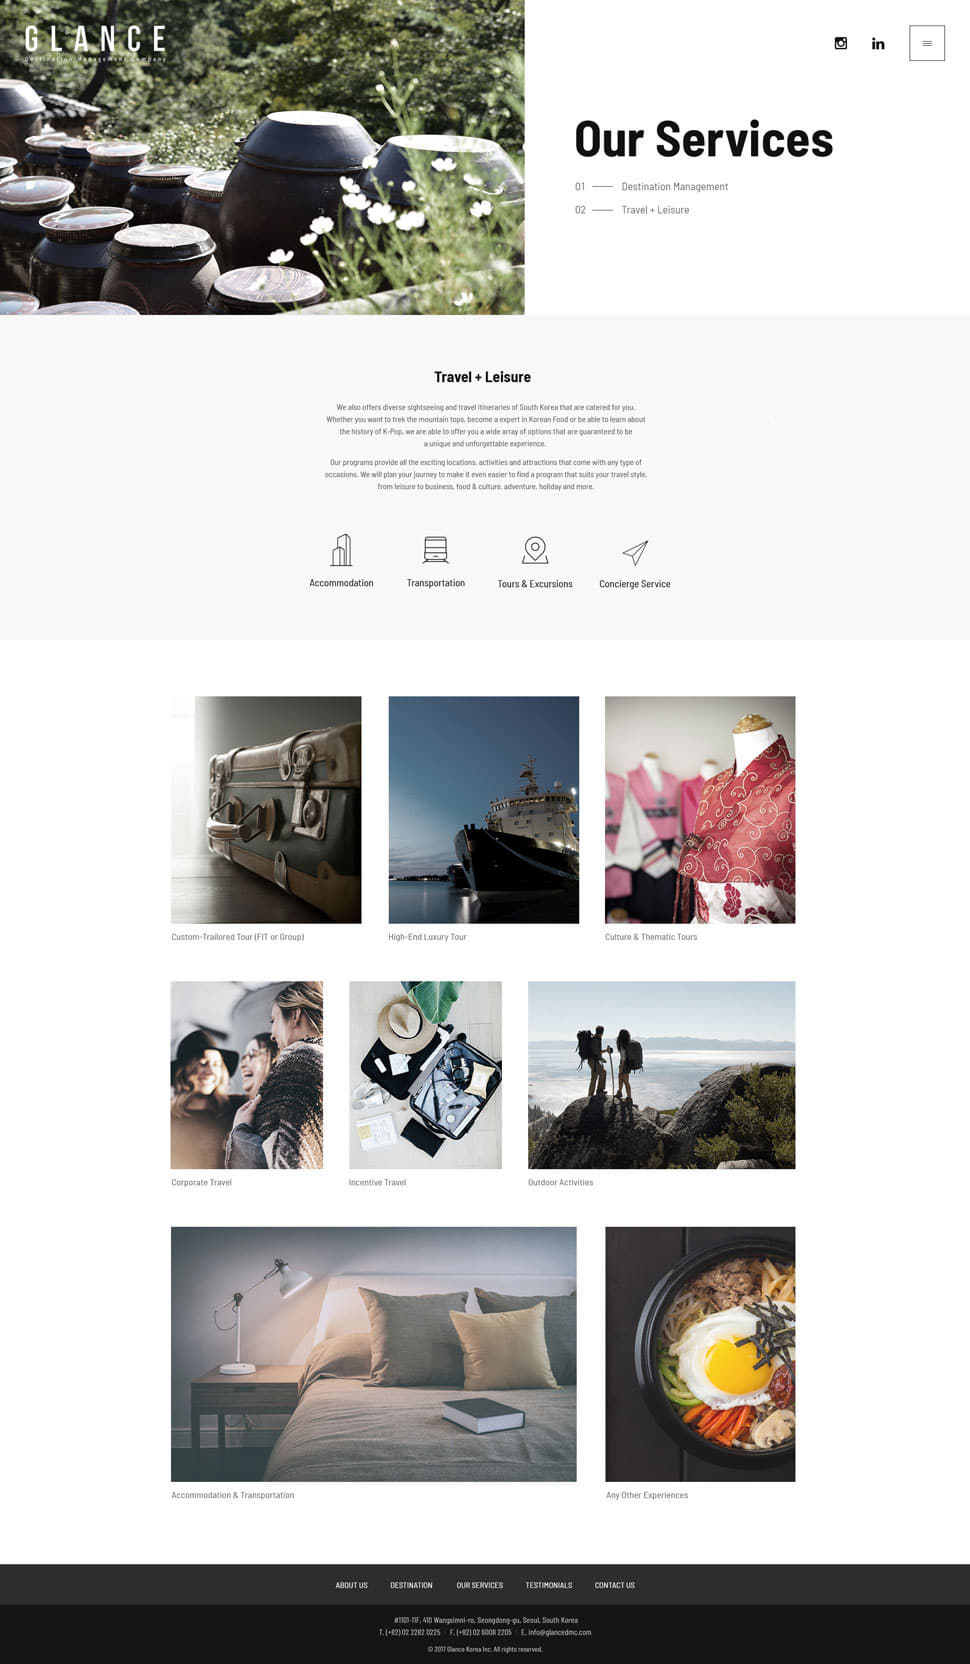 GLANCE
Destination Management Company
Our Services
01 Destination Management
02 Travel + Leisure
Travel + Leisure
We also offers diverse sightseeing and travel itineraries of South Korea that are catered for you.
Whether you want to trek the mountain tops, become a expert in Korean Food or be able to learn about
the history of K-Pop, we are able to offer you a wide array of options that are guaranteed to be
a unique and unforgettable experience.
Our programs provide all the exciting locations, activities and attractions that come with any type of
occasions. We will plan your journey to make it even easier to find a program that suits your travel style,
from leisure to business, food & culture, adventure, holiday and more.
Accommodation Transportation Tours & Excursions Concierge Service
Custom-Trailored Tour (FIT or Group) High-End Luxury Tour Culture & Thematic Tours
Corporate Travel Incentive Travel Outdoor Activities
Accommodation & Transportation Any Other Experiences
ABOUT US DESTINATION OUR SERVICES TESTIMONIALS CONTACT US
#1101-11F, 410 Wangsimni-ro, Seongdong-gu, Seoul, South Korea
T. (+82) 02 2282 0225 | F. (+82) 02 6008 2205 | E. info@glancedmc.com
© 2017 Glance Korea Inc. All rights reserved.